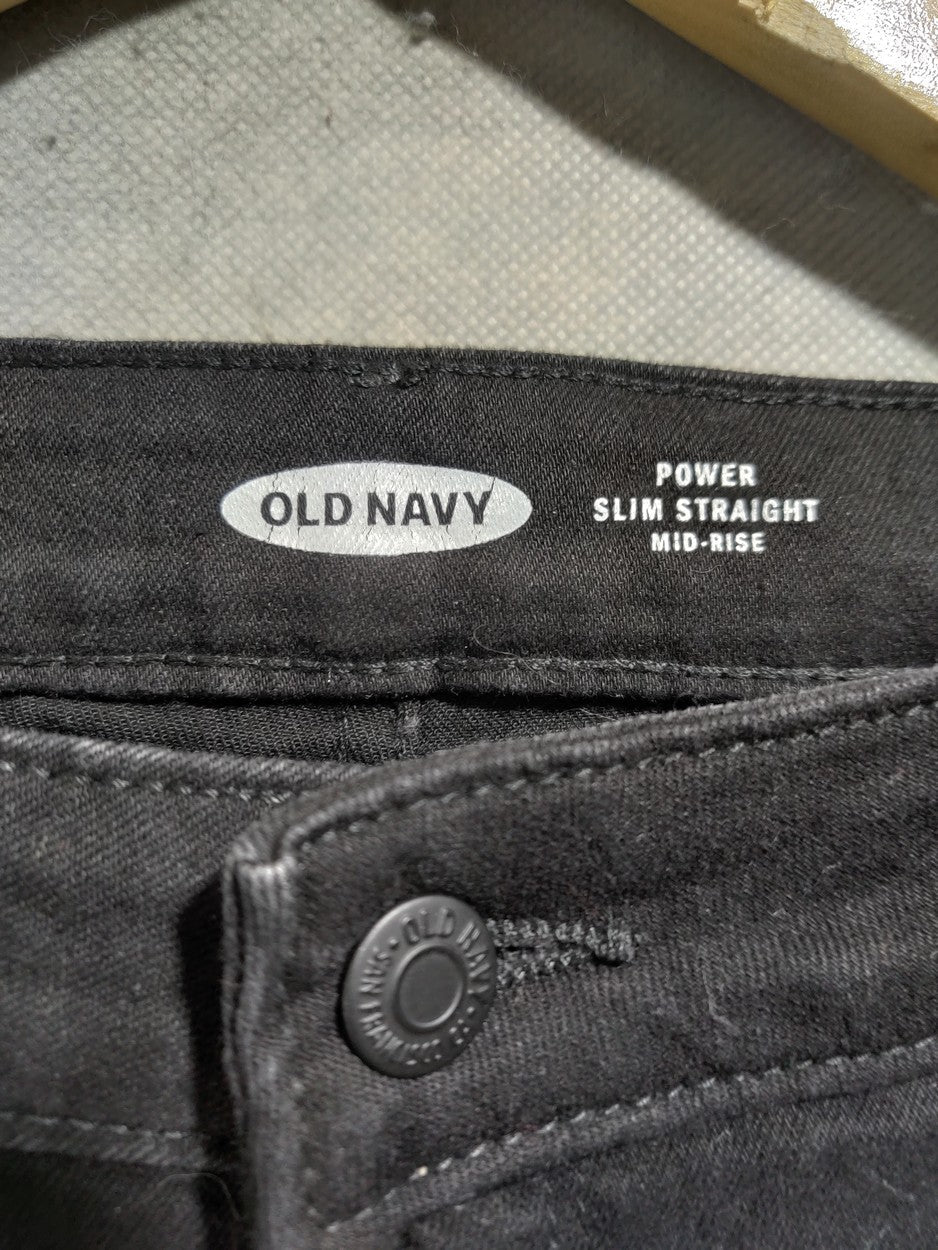 OLD NAVY
POWER
SLIM STRAIGHT
MID-RISE
OLD NAVY
SAN FRANCISCO